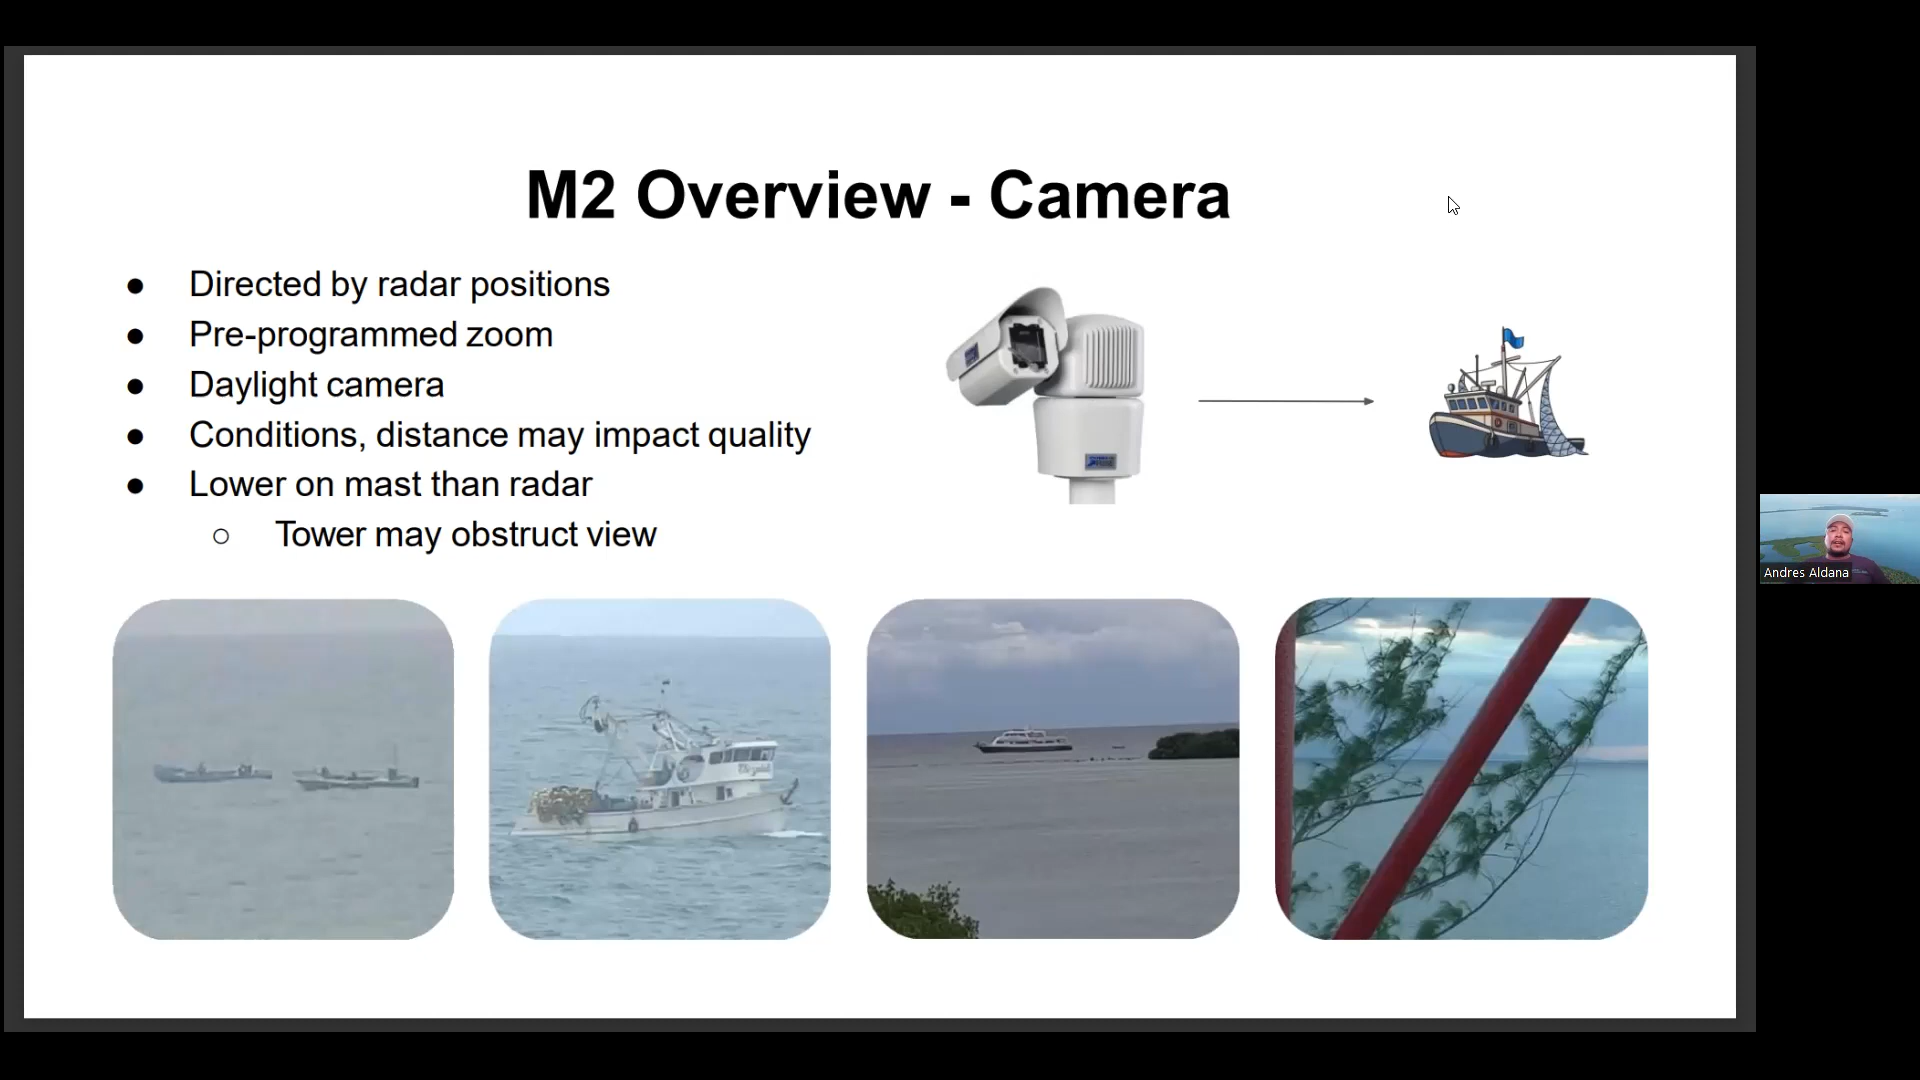 M2 Overview - Camera
● Directed by radar positions
● Pre-programmed zoom
● Daylight camera
● Conditions, distance may impact quality
● Lower on mast than radar
○ Tower may obstruct view
Andres Aldana